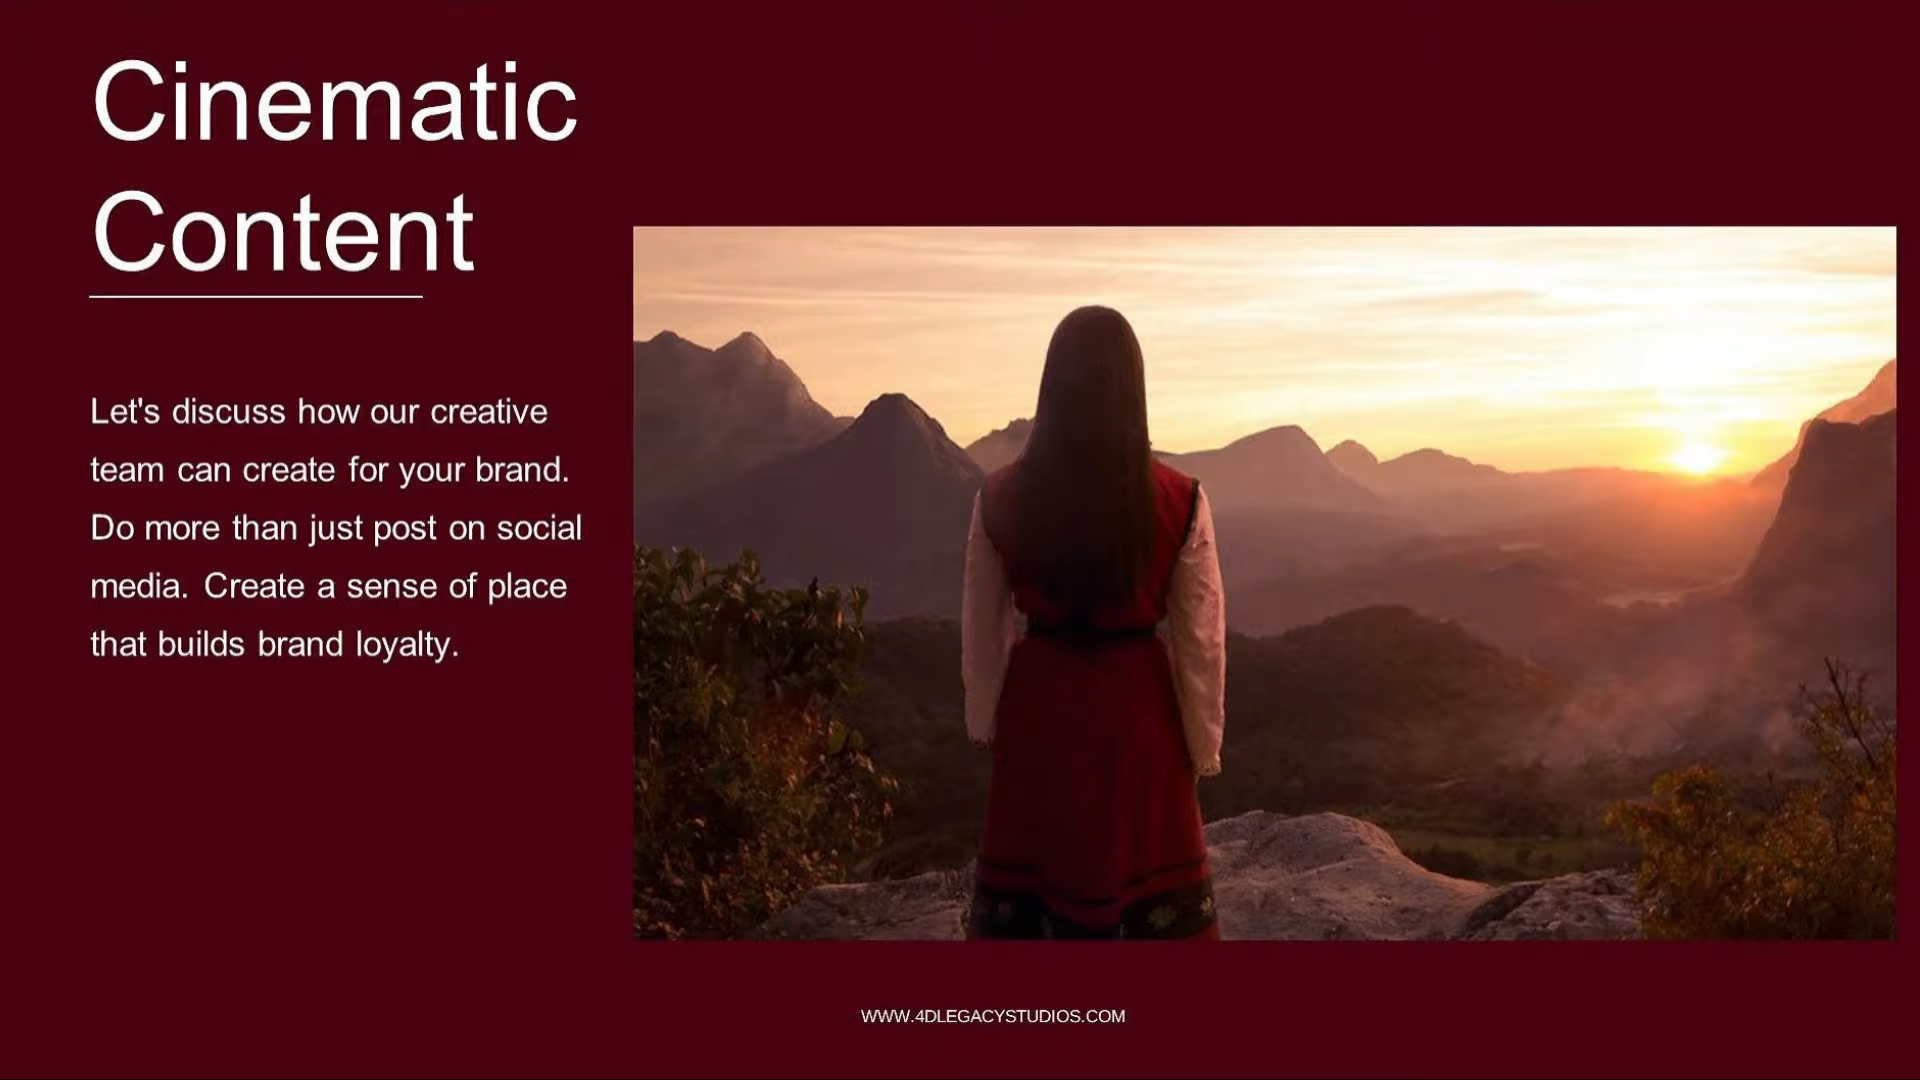 Cinematic
Content
Let's discuss how our creative
team can create for your brand.
Do more than just post on social
media. Create a sense of place
that builds brand loyalty.
WWW.4DLEGACYSTUDIOS.COM